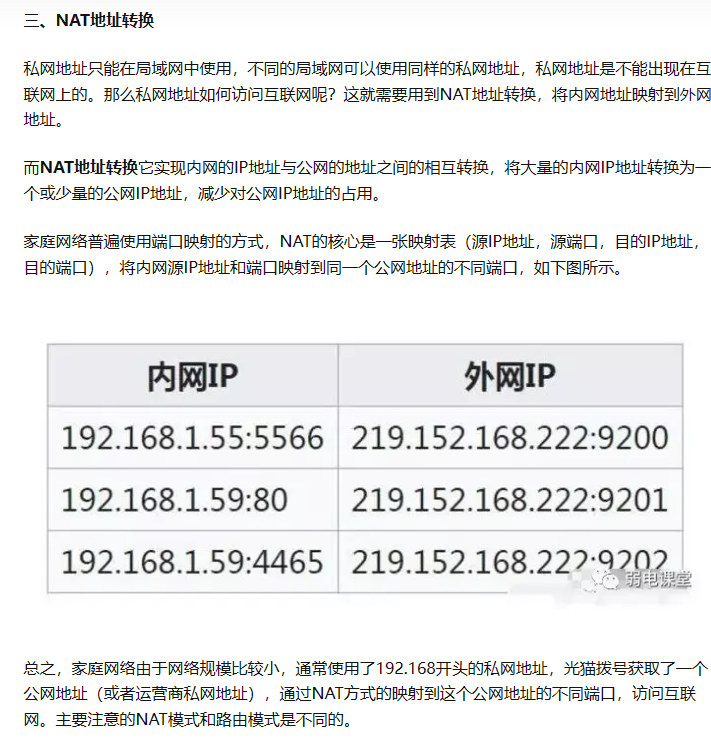 三、NAT地址转换
私网地址只能在局域网中使用，不同的局域网可以使用同样的私网地址，私网地址是不能出现在互
联网上的。那么私网地址如何访问互联网呢？这就需要用到NAT地址转换，将内网地址映射到外网
地址。
而NAT地址转换它实现内网的IP地址与公网的地址之间的相互转换，将大量的内网IP地址转换为一
个或少量的公网IP地址，减少对公网IP地址的占用。
家庭网络普遍使用端口映射的方式，NAT的核心是一张映射表（源IP地址，源端口，目的IP地址，
目的端口），将内网源IP地址和端口映射到同一个公网地址的不同端口，如下图所示。
内网IP 外网IP
192.168.1.55:5566 219.152.168.222:9200
192.168.1.59:80 219.152.168.222:9201
192.168.1.59:4465 219.152.168.222:9202
弱电课堂
总之，家庭网络由于网络规模比较小，通常使用了192.168开头的私网地址，光猫拨号获取了一个
公网地址（或者运营商私网地址），通过NAT方式的映射到这个公网地址的不同端口，访问互联
网。主要注意的NAT模式和路由模式是不同的。